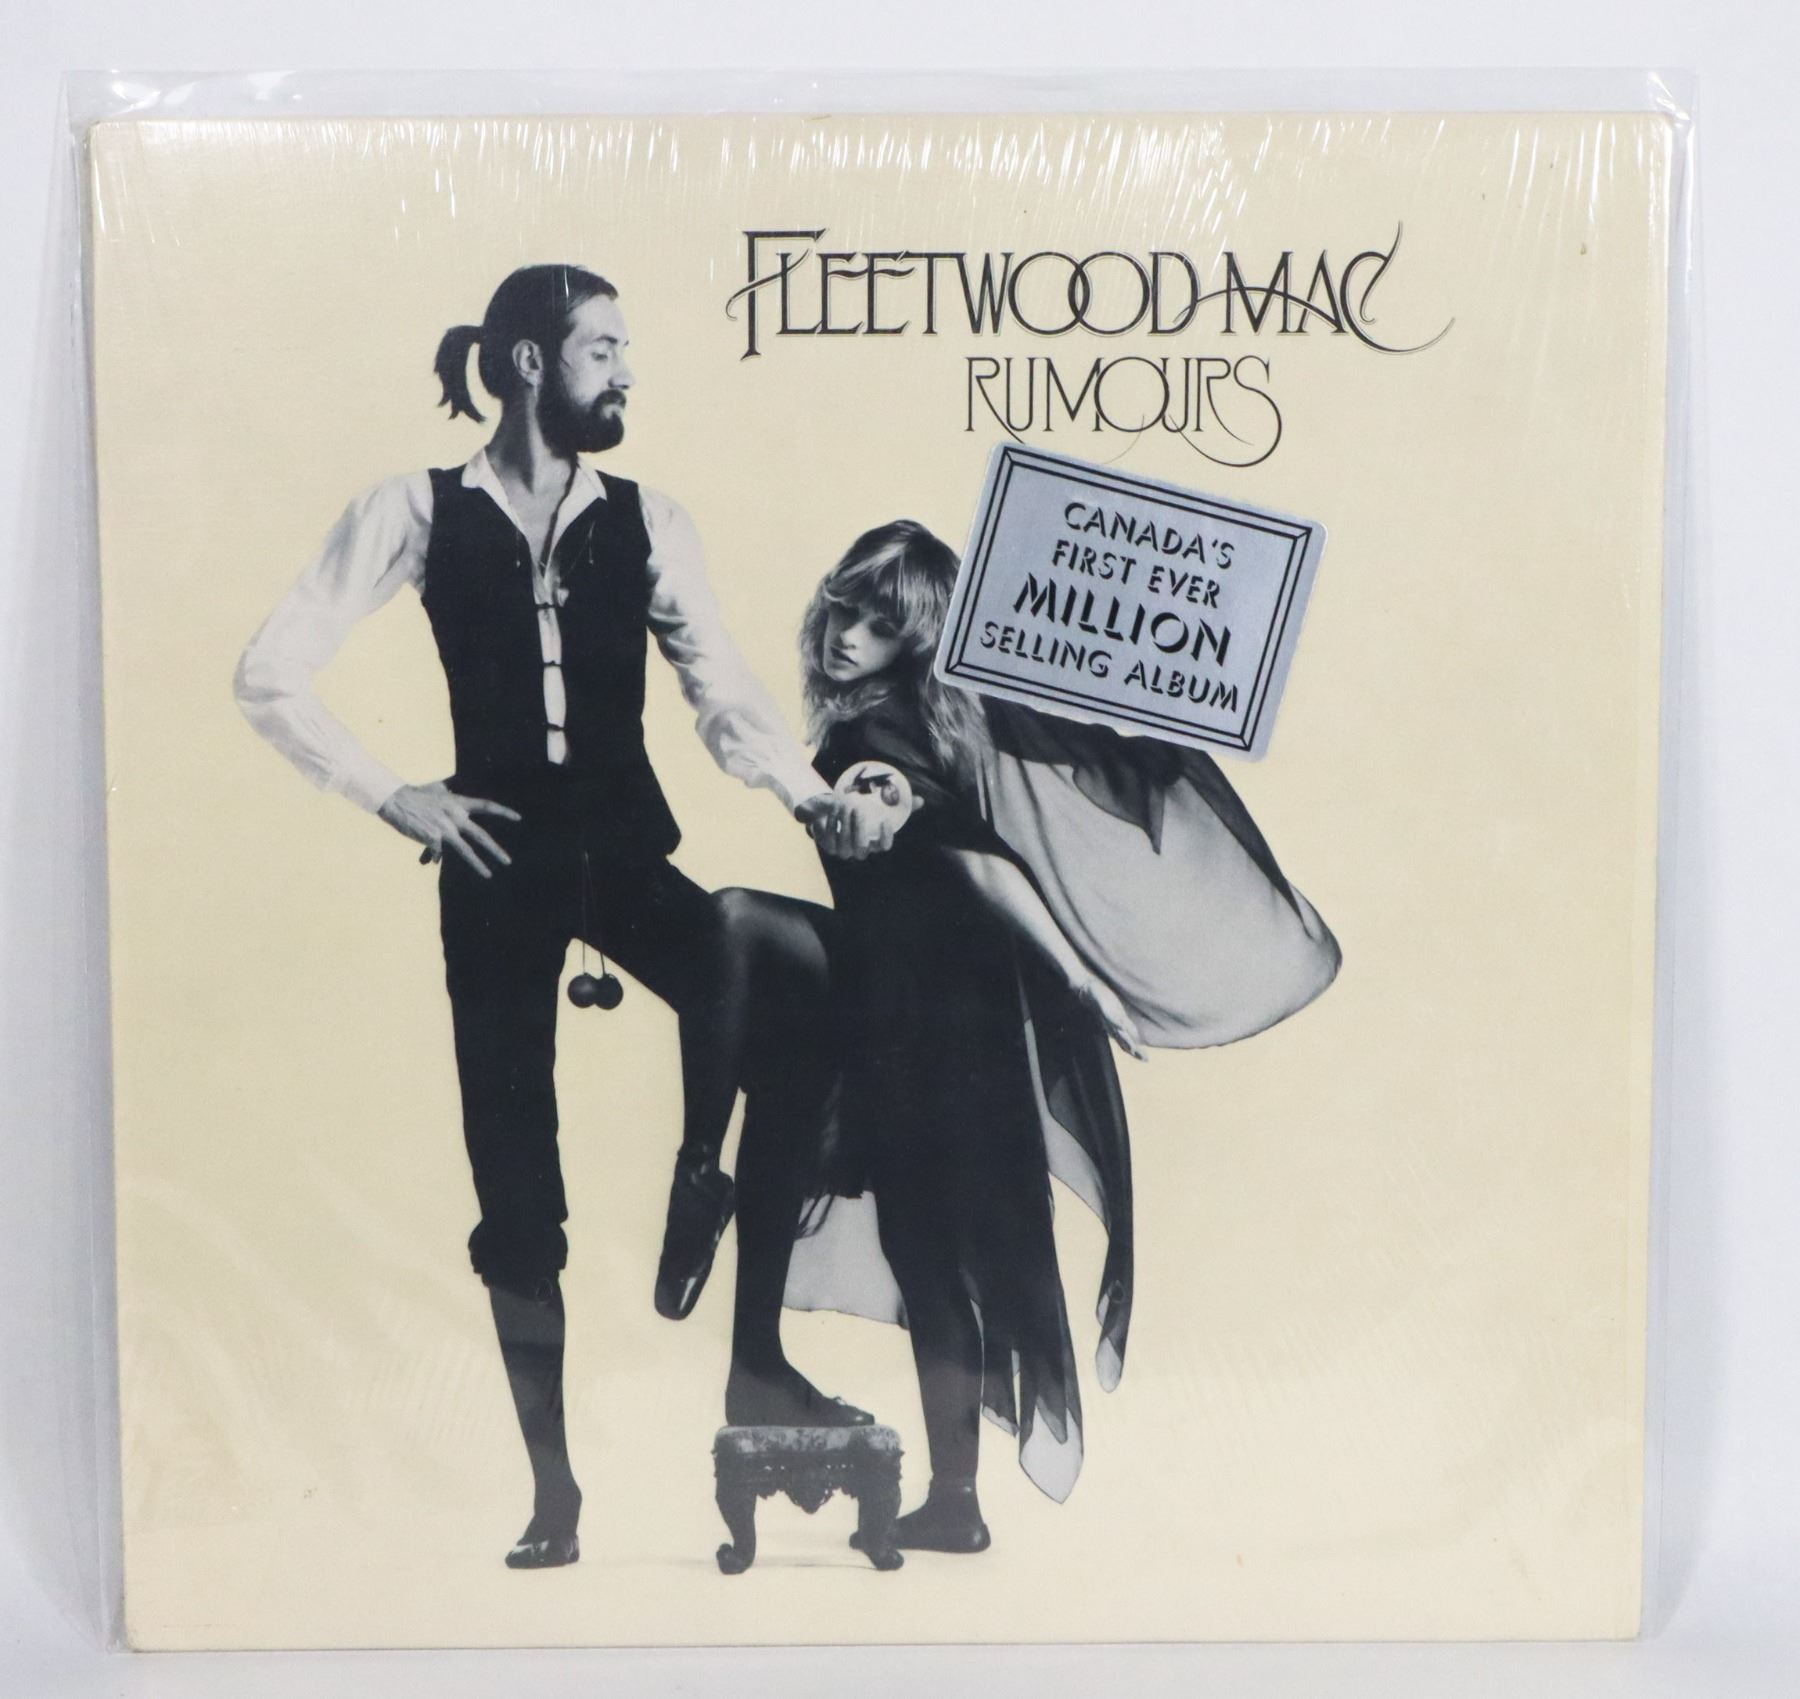 FLEETWOOD MAC
RUMOURS
CANADA'S
FIRST EVER
MILLION
SELLING ALBUM